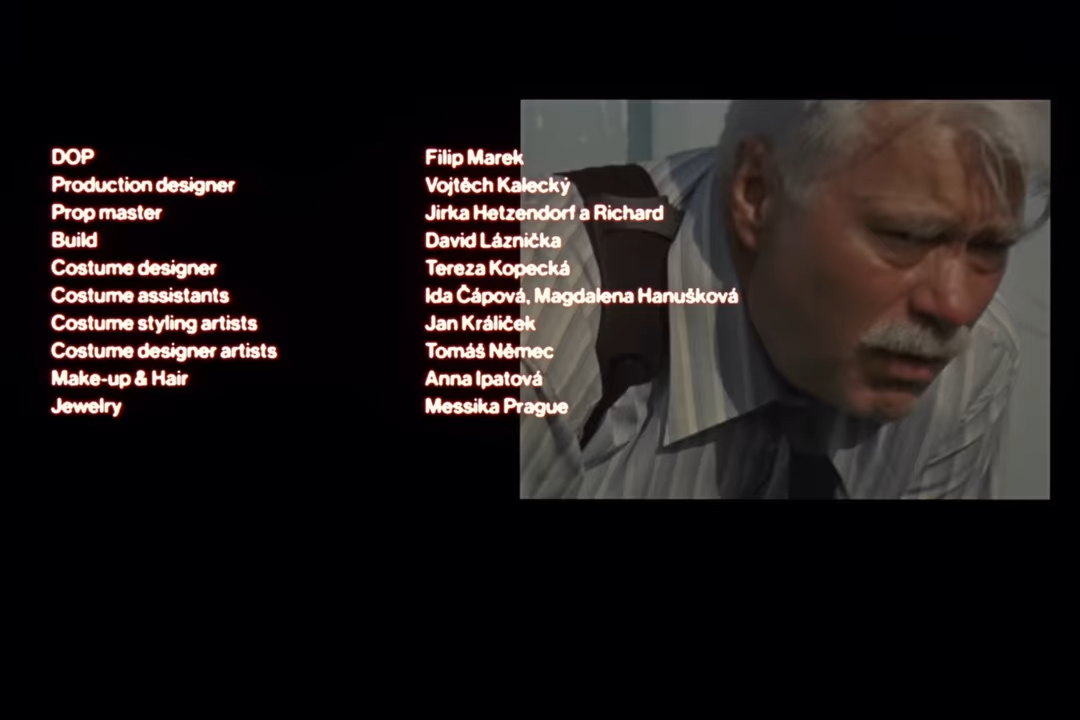 DOP Filip Marek
Production designer Vojtěch Kalecký
Prop master Jirka Hetzendorf a Richard
Build David Láznička
Costume designer Tereza Kopecká
Costume assistants Ida Čápová, Magdalena Hanušková
Costume styling artists Jan Králíček
Costume designer artists Tomáš Němec
Make-up & Hair Anna Ipatová
Jewelry Messika Prague